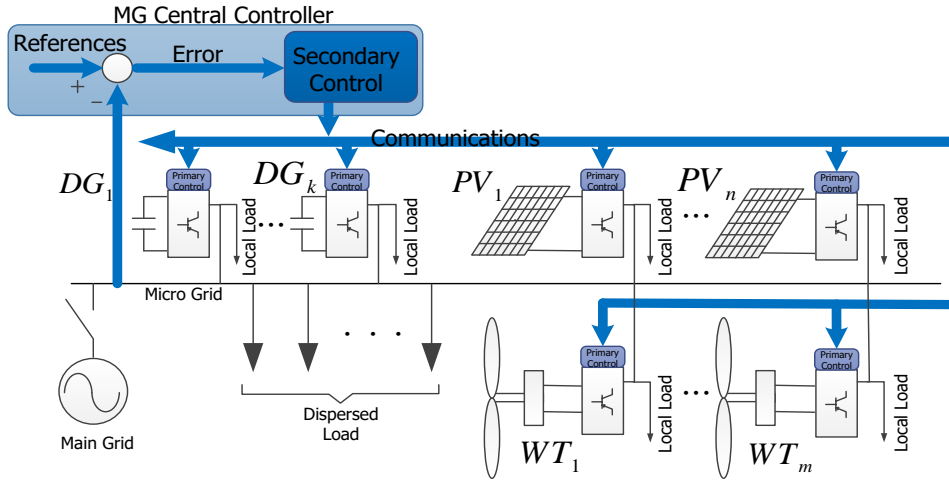 MG Central Controller
References
Error
Secondary
Control
+
−
Communications
DG1
Primary
Control
Local Load
...
DGk
Primary
Control
Local Load
PV1
Primary
Control
Local Load
...
PVn
Primary
Control
Local Load
Micro Grid
. . .
Main Grid
Dispersed
Load
WT1
Primary
Control
Local Load
...
WTm
Primary
Control
Local Load